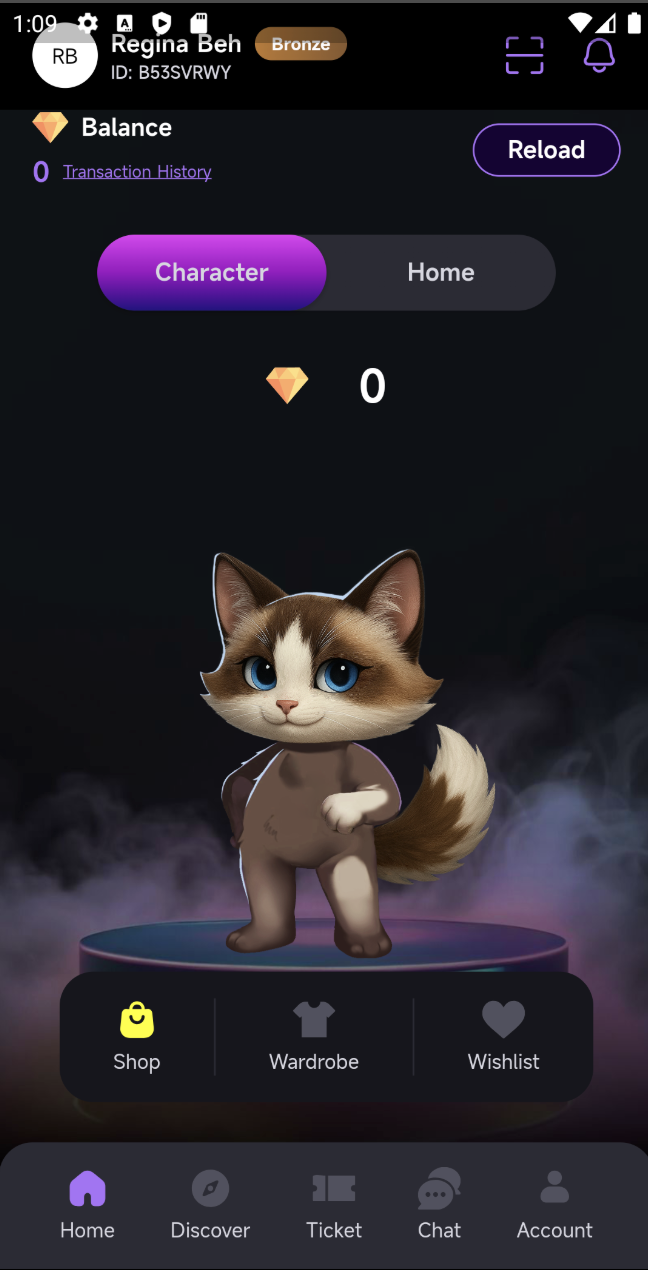 1:09
RB
Regina Beh
Bronze
ID: B53SVRWY
Balance
0 Transaction History
Reload
Character
Home
0
Shop
Wardrobe
Wishlist
Home
Discover
Ticket
Chat
Account